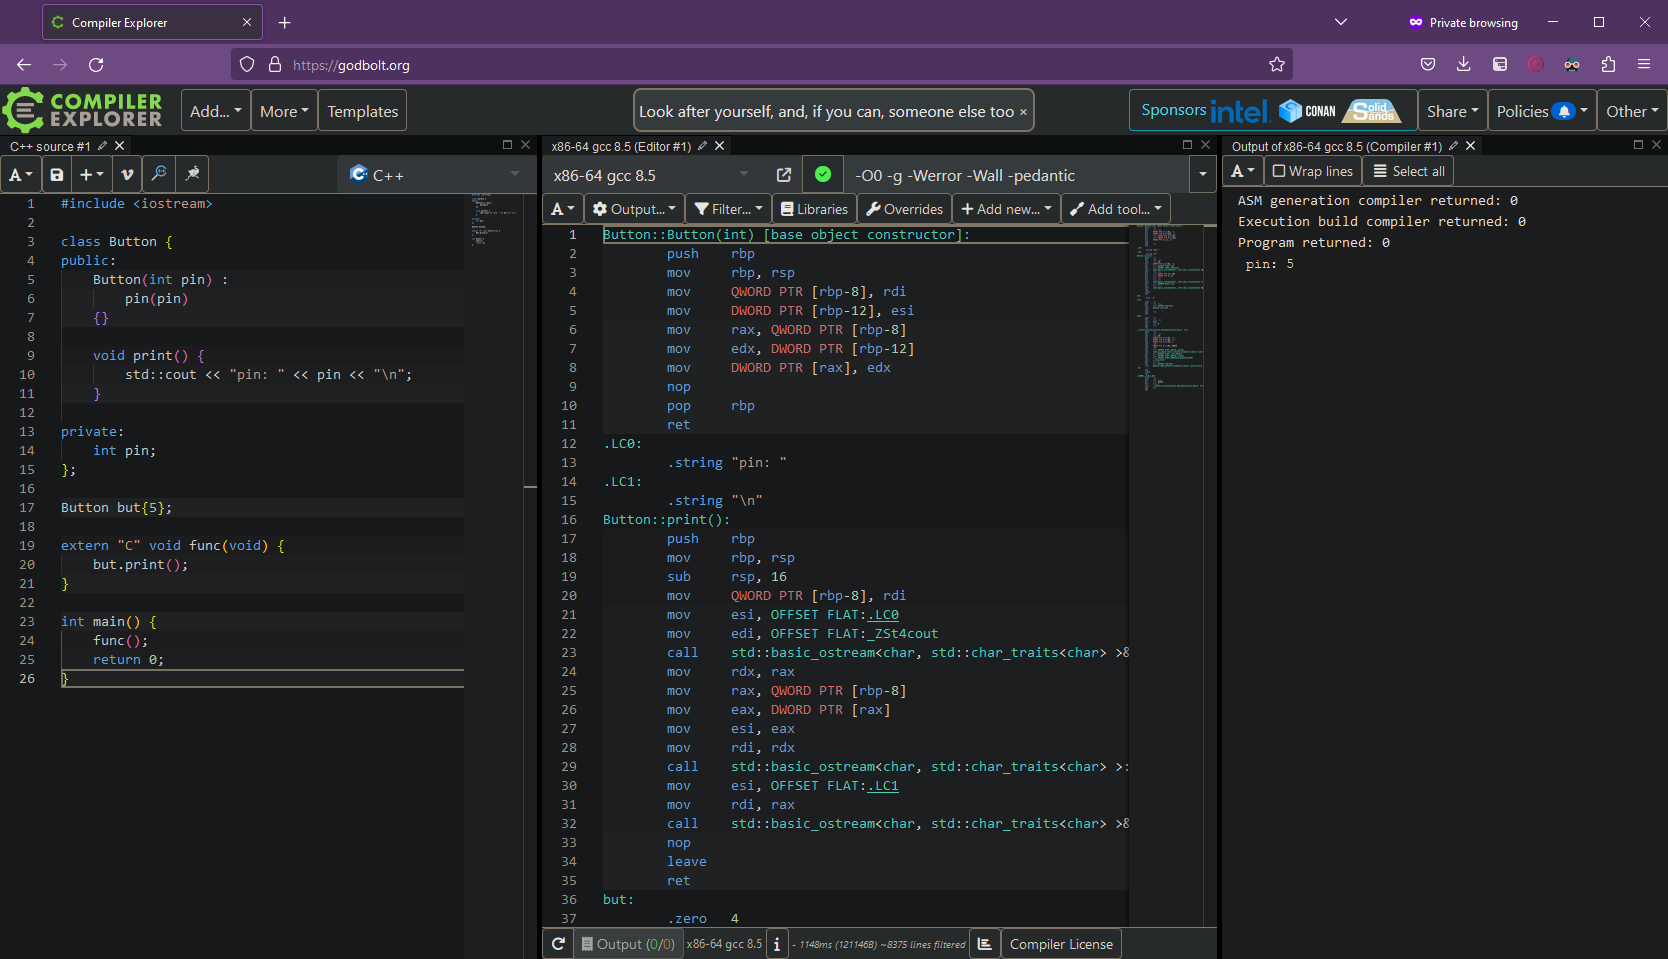 Compiler Explorer
Private browsing
https://godbolt.org
COMPILER
EXPLORER
Add...
More
Templates
Look after yourself, and, if you can, someone else too ×
Sponsors intel. CONAN Solid Sands
Share
Policies
Other
C++ source #1
A
C++
1 #include <iostream>
2
3 class Button {
4 public:
5 Button(int pin) :
6 pin(pin)
7 {}
8
9 void print() {
10 std::cout << "pin: " << pin << "\n";
11 }
12
13 private:
14 int pin;
15 };
16
17 Button but{5};
18
19 extern "C" void func(void) {
20 but.print();
21 }
22
23 int main() {
24 func();
25 return 0;
26 }
x86-64 gcc 8.5 (Editor #1)
x86-64 gcc 8.5
-O0 -g -Werror -Wall -pedantic
A
Output...
Filter...
Libraries
Overrides
+ Add new...
Add tool...
1 Button::Button(int) [base object constructor]:
2 push rbp
3 mov rbp, rsp
4 mov QWORD PTR [rbp-8], rdi
5 mov DWORD PTR [rbp-12], esi
6 mov rax, QWORD PTR [rbp-8]
7 mov edx, DWORD PTR [rbp-12]
8 mov DWORD PTR [rax], edx
9 nop
10 pop rbp
11 ret
12 .LC0:
13 .string "pin: "
14 .LC1:
15 .string "\n"
16 Button::print():
17 push rbp
18 mov rbp, rsp
19 sub rsp, 16
20 mov QWORD PTR [rbp-8], rdi
21 mov esi, OFFSET FLAT:.LC0
22 mov edi, OFFSET FLAT:_ZSt4cout
23 call std::basic_ostream<char, std::char_traits<char> >&
24 mov rdx, rax
25 mov rax, QWORD PTR [rbp-8]
26 mov eax, DWORD PTR [rax]
27 mov esi, eax
28 mov rdi, rdx
29 call std::basic_ostream<char, std::char_traits<char> >:
30 mov esi, OFFSET FLAT:.LC1
31 mov rdi, rax
32 call std::basic_ostream<char, std::char_traits<char> >&
33 nop
34 leave
35 ret
36 but:
37 .zero 4
Output (0/0) x86-64 gcc 8.5 i - 1148ms (121146B) ~8375 lines filtered
Compiler License
Output of x86-64 gcc 8.5 (Compiler #1)
A
Wrap lines
Select all
ASM generation compiler returned: 0
Execution build compiler returned: 0
Program returned: 0
pin: 5